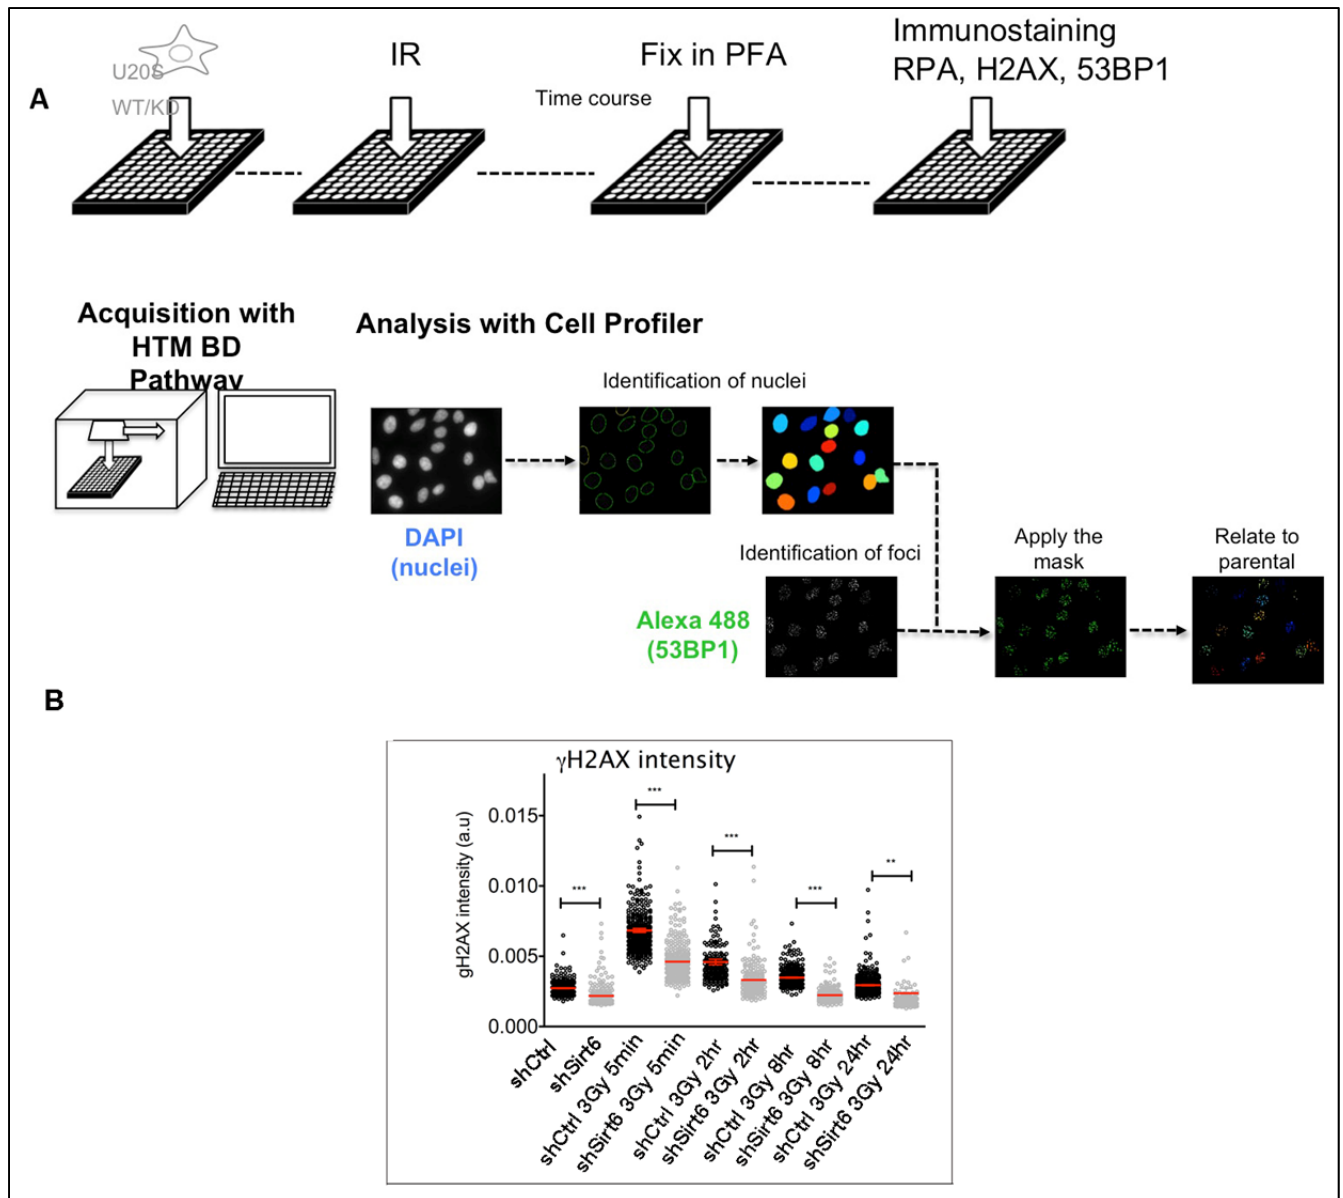 A
U20S
WT/KD
IR
Time course
Fix in PFA
Immunostaining
RPA, H2AX, 53BP1
Acquisition with
HTM BD
Pathway
Analysis with Cell Profiler
Identification of nuclei
DAPI
(nuclei)
Identification of foci
Alexa 488
(53BP1)
Apply the
mask
Relate to
parental
B
γH2AX intensity
gH2AX intensity (a.u)
0.015
0.010
0.005
0.000
***
***
***
***
**
shCtrl
shSirt6
shCtrl 3Gy 5min
shSirt6 3Gy 5min
shCtrl 3Gy 2hr
shSirt6 3Gy 2hr
shCtrl 3Gy 8hr
shSirt6 3Gy 8hr
shCtrl 3Gy 24hr
shSirt6 3Gy 24hr